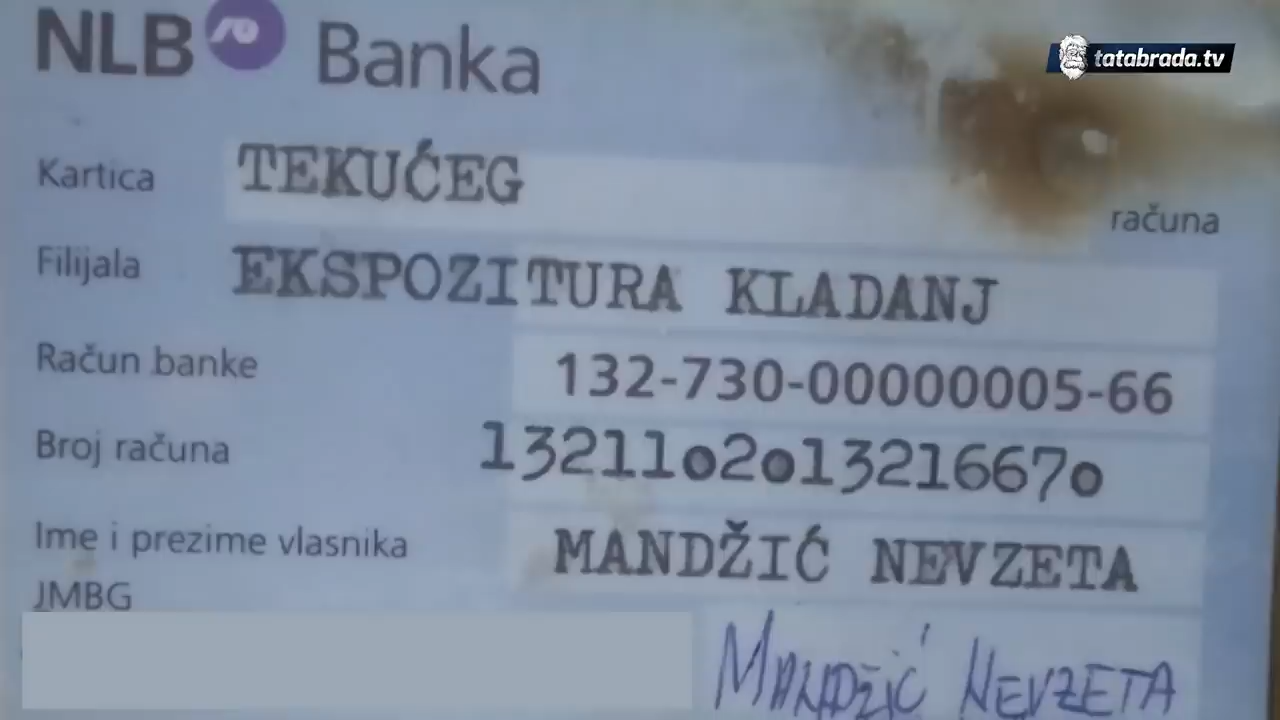 NLB Banka
tatabrada.tv
Kartica TEKUĆEG računa
Filijala EKSPOZITURA KLADANJ
Račun banke 132-730-00000005-66
Broj računa 13211o2o1321667o
Ime i prezime vlasnika MANDŽIĆ NEVZETA
JMBG
MANDŽIĆ NEVZETA